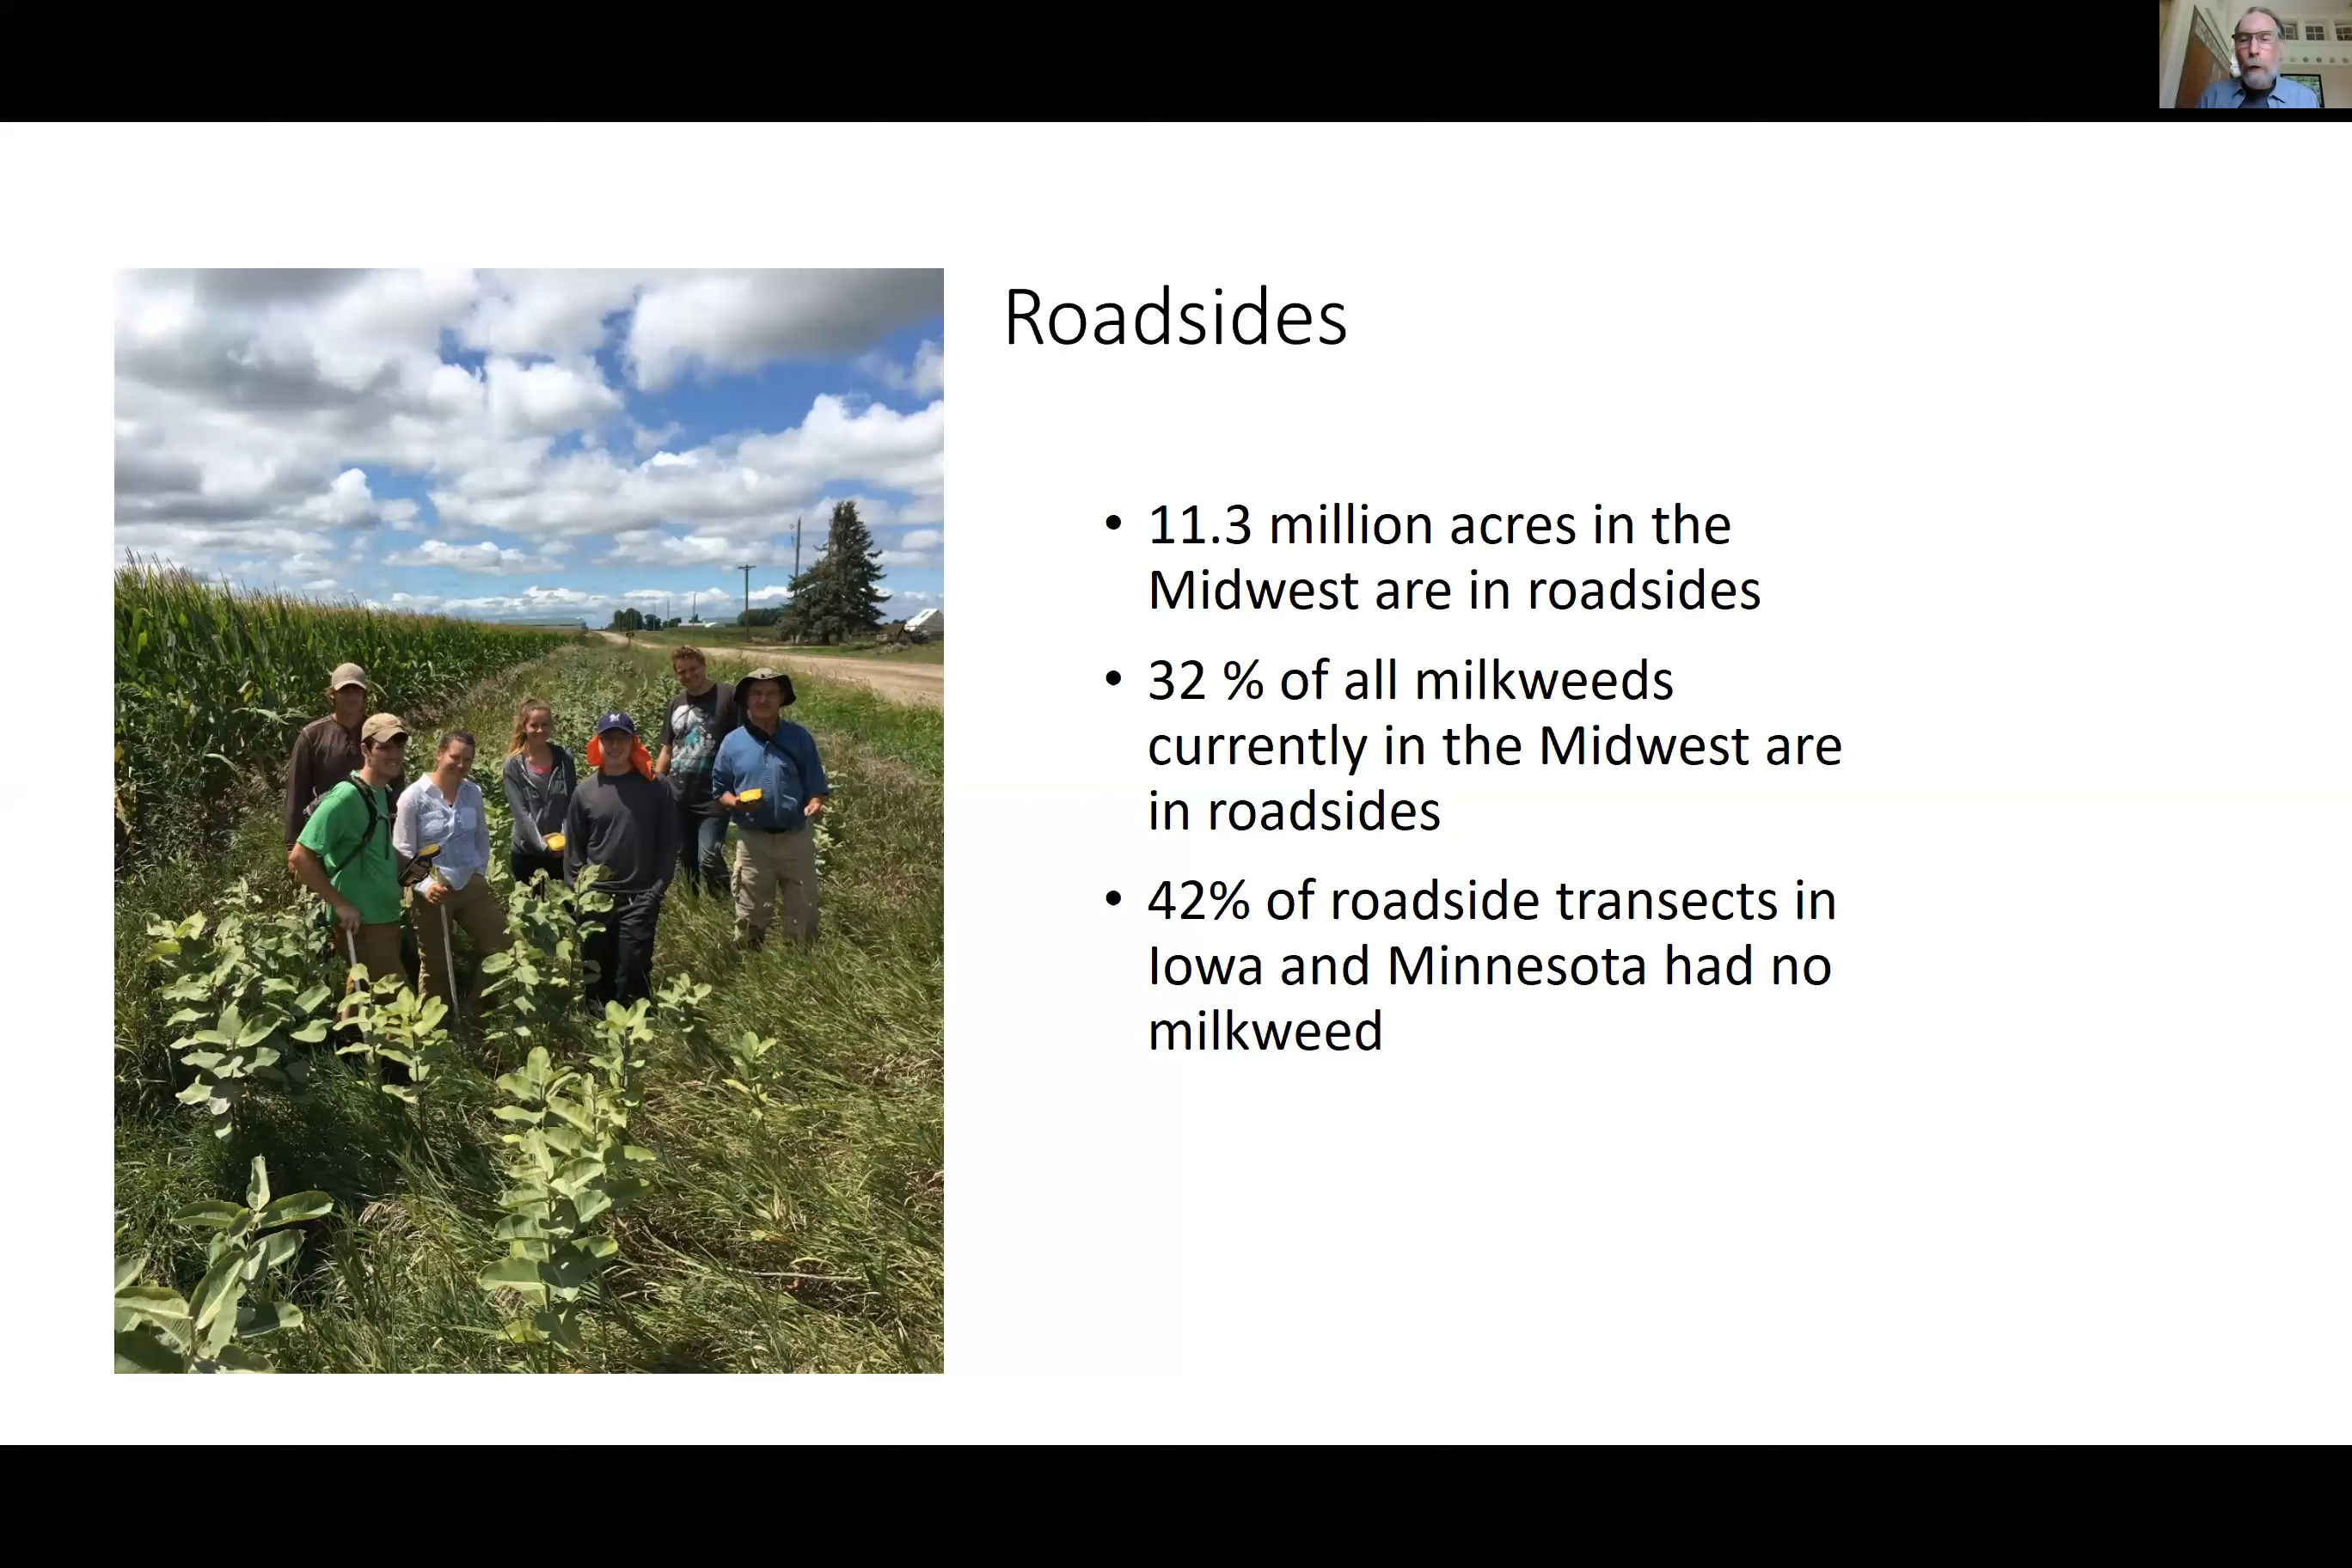 Roadsides
• 11.3 million acres in the
Midwest are in roadsides
• 32 % of all milkweeds
currently in the Midwest are
in roadsides
• 42% of roadside transects in
Iowa and Minnesota had no
milkweed